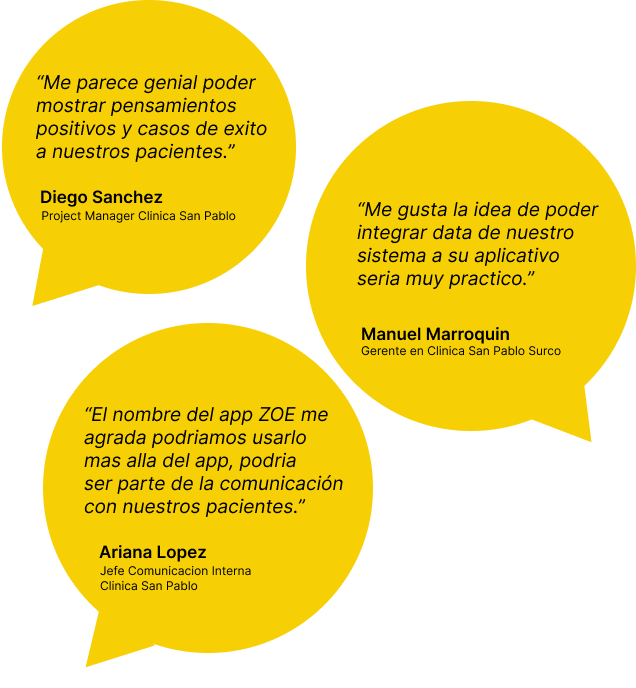 “Me parece genial poder
mostrar pensamientos
positivos y casos de exito
a nuestros pacientes.”
Diego Sanchez
Project Manager Clinica San Pablo
“Me gusta la idea de poder
integrar data de nuestro
sistema a su aplicativo
seria muy practico.”
Manuel Marroquin
Gerente en Clinica San Pablo Surco
“El nombre del app ZOE me
agrada podriamos usarlo
mas alla del app, podria
ser parte de la comunicación
con nuestros pacientes.”
Ariana Lopez
Jefe Comunicacion Interna
Clinica San Pablo